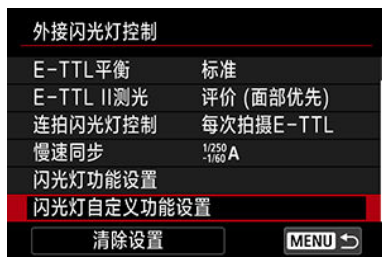 外接闪光灯控制
E-TTL平衡 标准
E-TTL II测光 评价 (面部优先)
连拍闪光灯控制 每次拍摄E-TTL
慢速同步 1/250-1/60 A
闪光灯功能设置
闪光灯自定义功能设置
清除设置 MENU